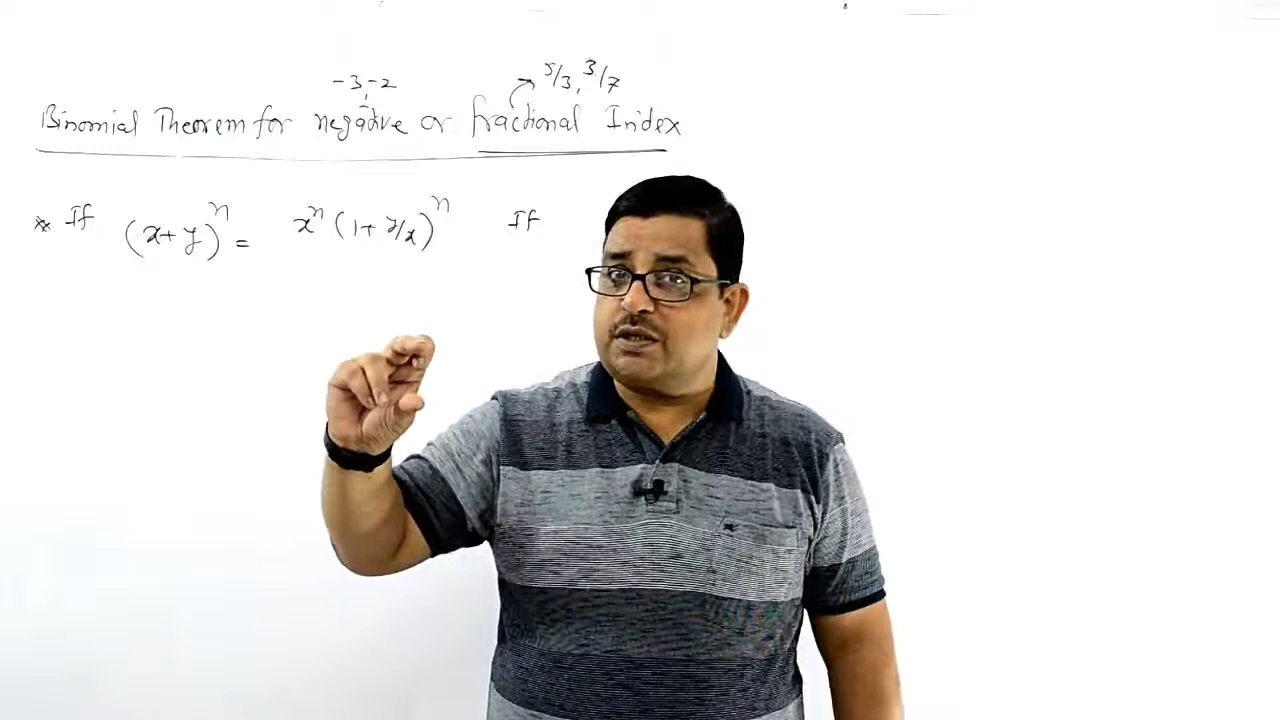 -3, -2 5/3, 3/7
Binomial Theorem for negative or fractional Index
* If (x+y)^n = x^n (1+ y/x)^n If